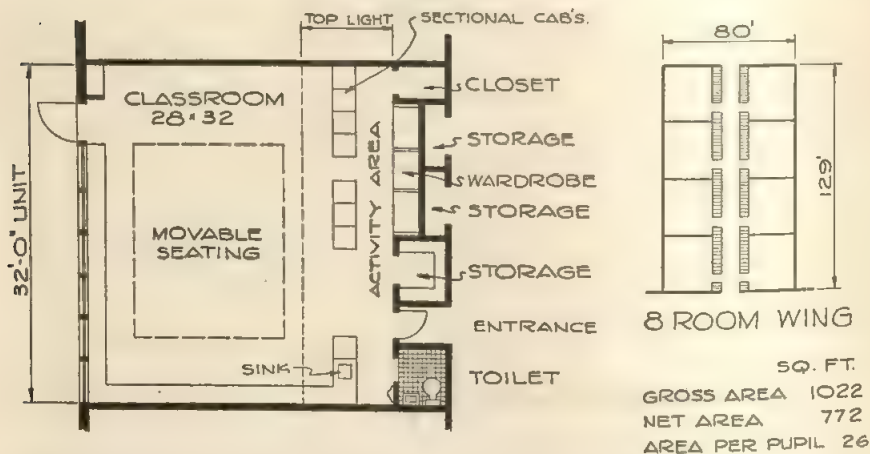 TOP LIGHT
SECTIONAL CAB'S.
CLASSROOM
28 x 32
CLOSET
STORAGE
WARDROBE
STORAGE
ACTIVITY AREA
MOVABLE
SEATING
32'-0" UNIT
STORAGE
ENTRANCE
SINK
TOILET
80'
129'
8 ROOM WING
SQ. FT.
GROSS AREA 1022
NET AREA 772
AREA PER PUPIL 26